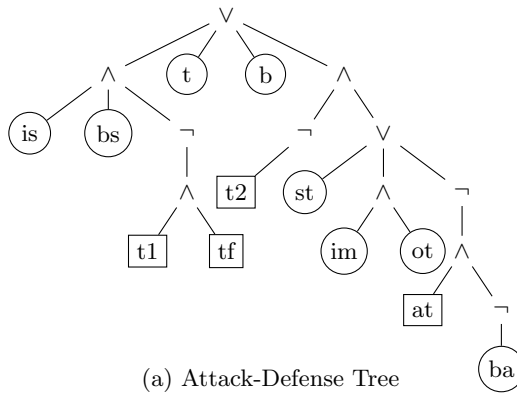 ∨
∧ t b ∧
is bs ¬ ¬ ∨
∧ t2 st ∧ ¬
t1 tf im ot ∧
at ¬
ba
(a) Attack-Defense Tree